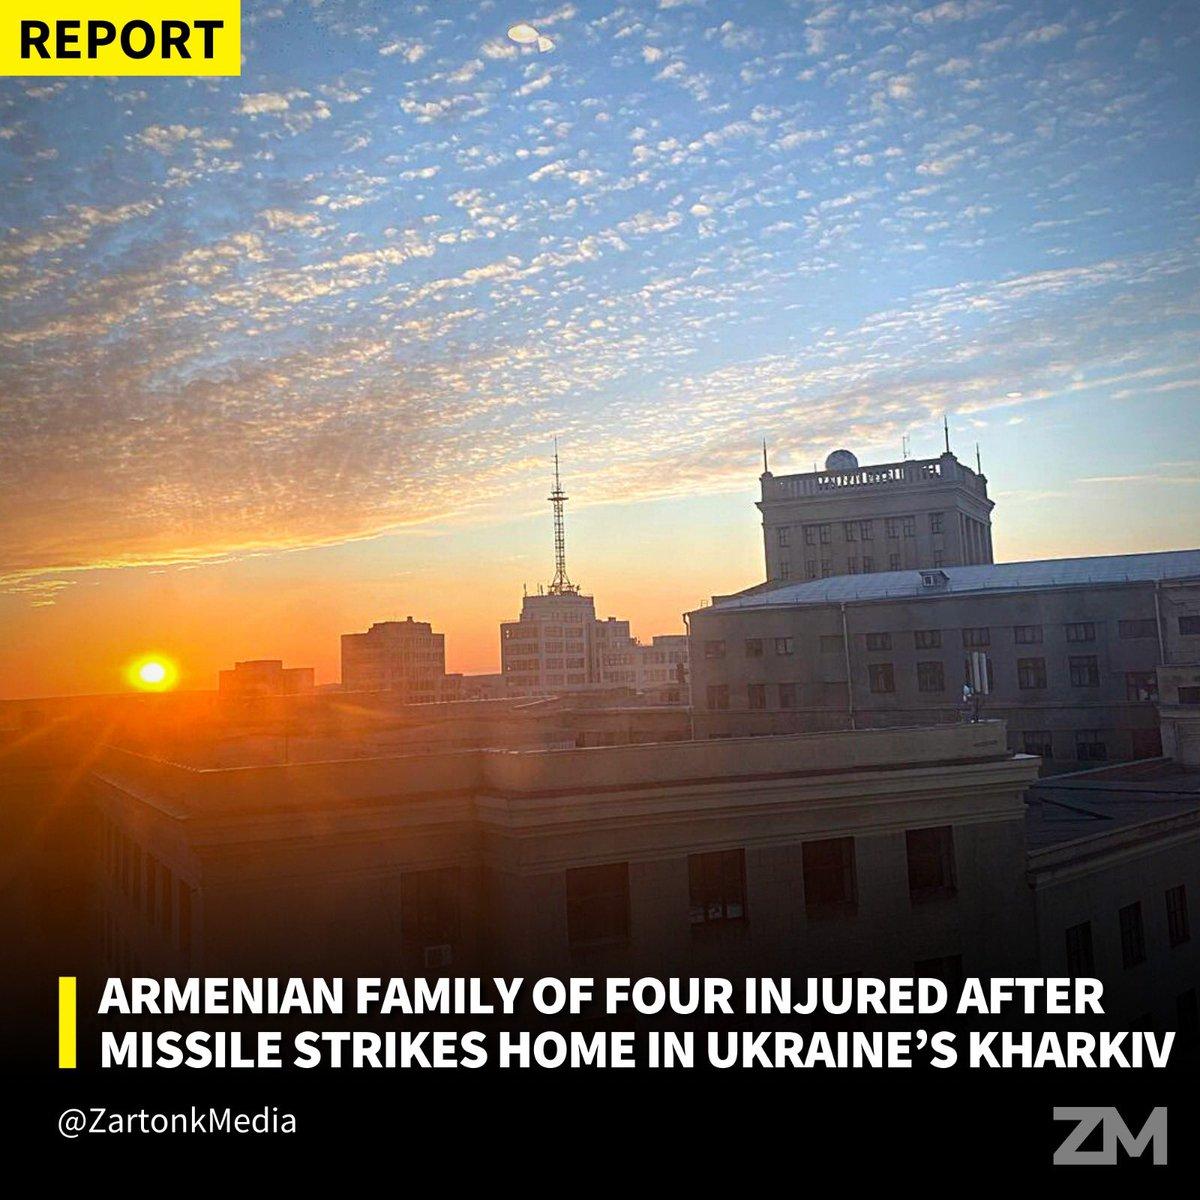 REPORT
ARMENIAN FAMILY OF FOUR INJURED AFTER
MISSILE STRIKES HOME IN UKRAINE’S KHARKIV
@ZartonkMedia
ZM